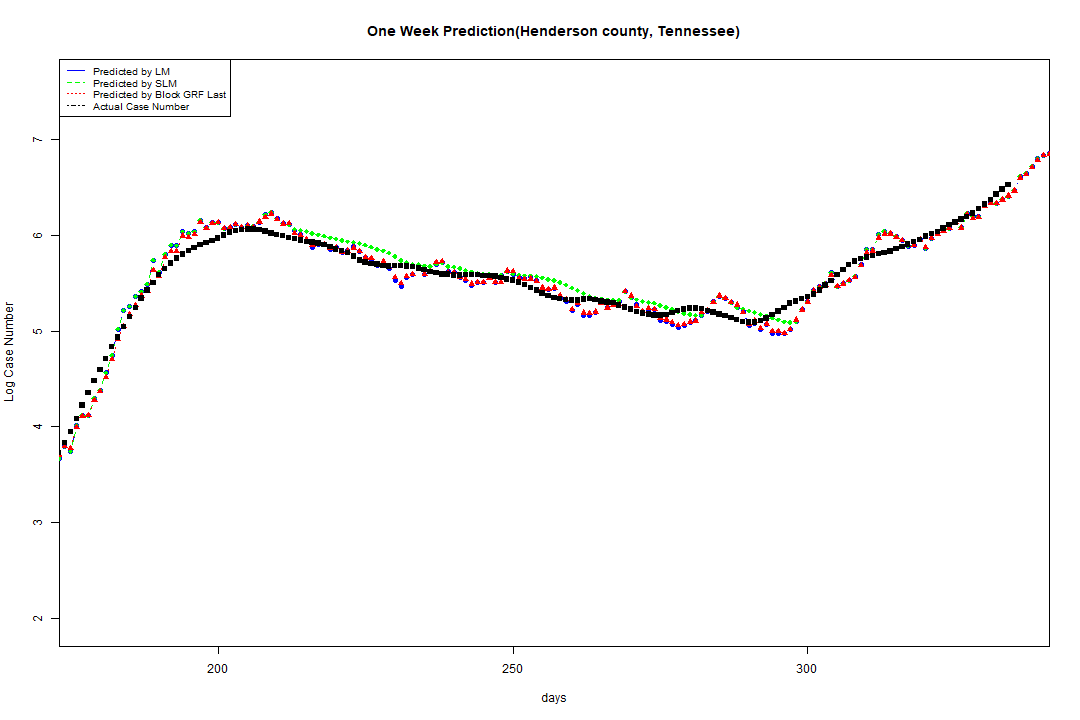 One Week Prediction(Henderson county, Tennessee)
Predicted by LM
Predicted by SLM
Predicted by Block GRF Last
Actual Case Number
7
6
5
4
3
2
Log Case Number
200
250
300
days